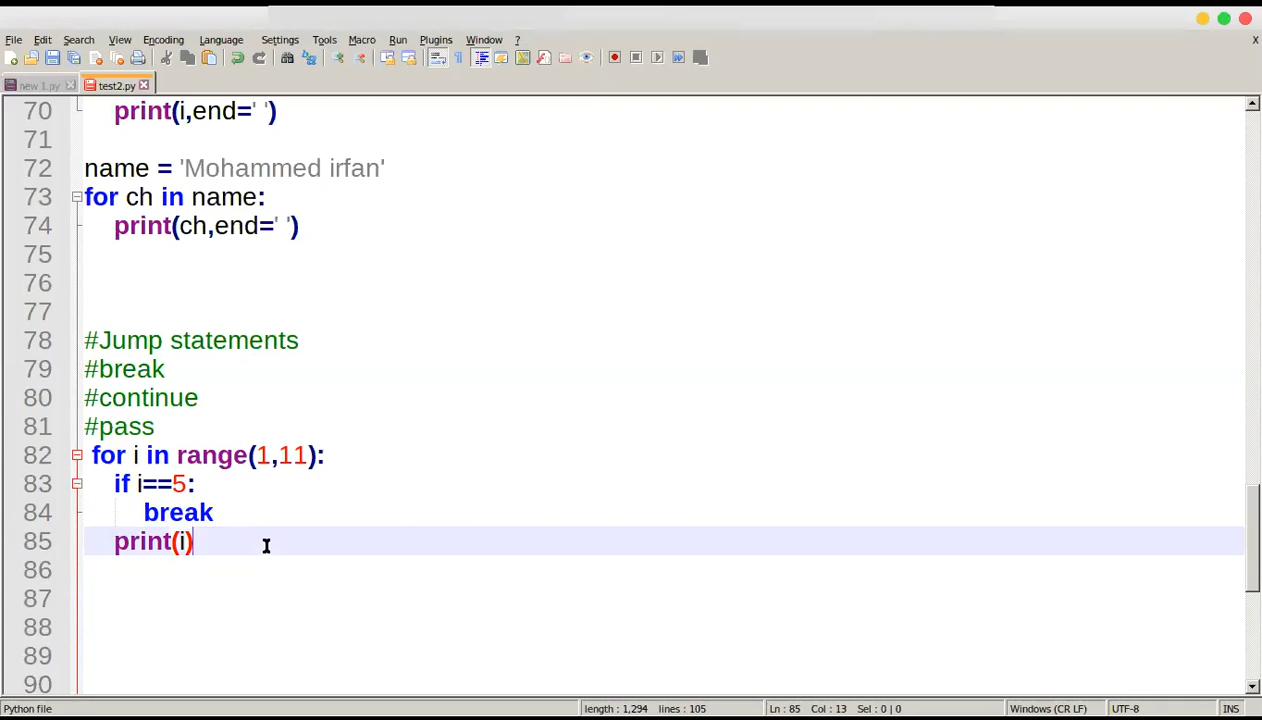 File Edit Search View Encoding Language Settings Tools Macro Run Plugins Window ? X
new 1.py test2.py
70 print(i,end=' ')
71
72 name = 'Mohammed irfan'
73 for ch in name:
74 print(ch,end=' ')
75
76
77
78 #Jump statements
79 #break
80 #continue
81 #pass
82 for i in range(1,11):
83 if i==5:
84 break
85 print(i)
86
87
88
89
90
Python file length : 1,294 lines : 105 Ln : 85 Col : 13 Sel : 0 | 0 Windows (CR LF) UTF-8 INS